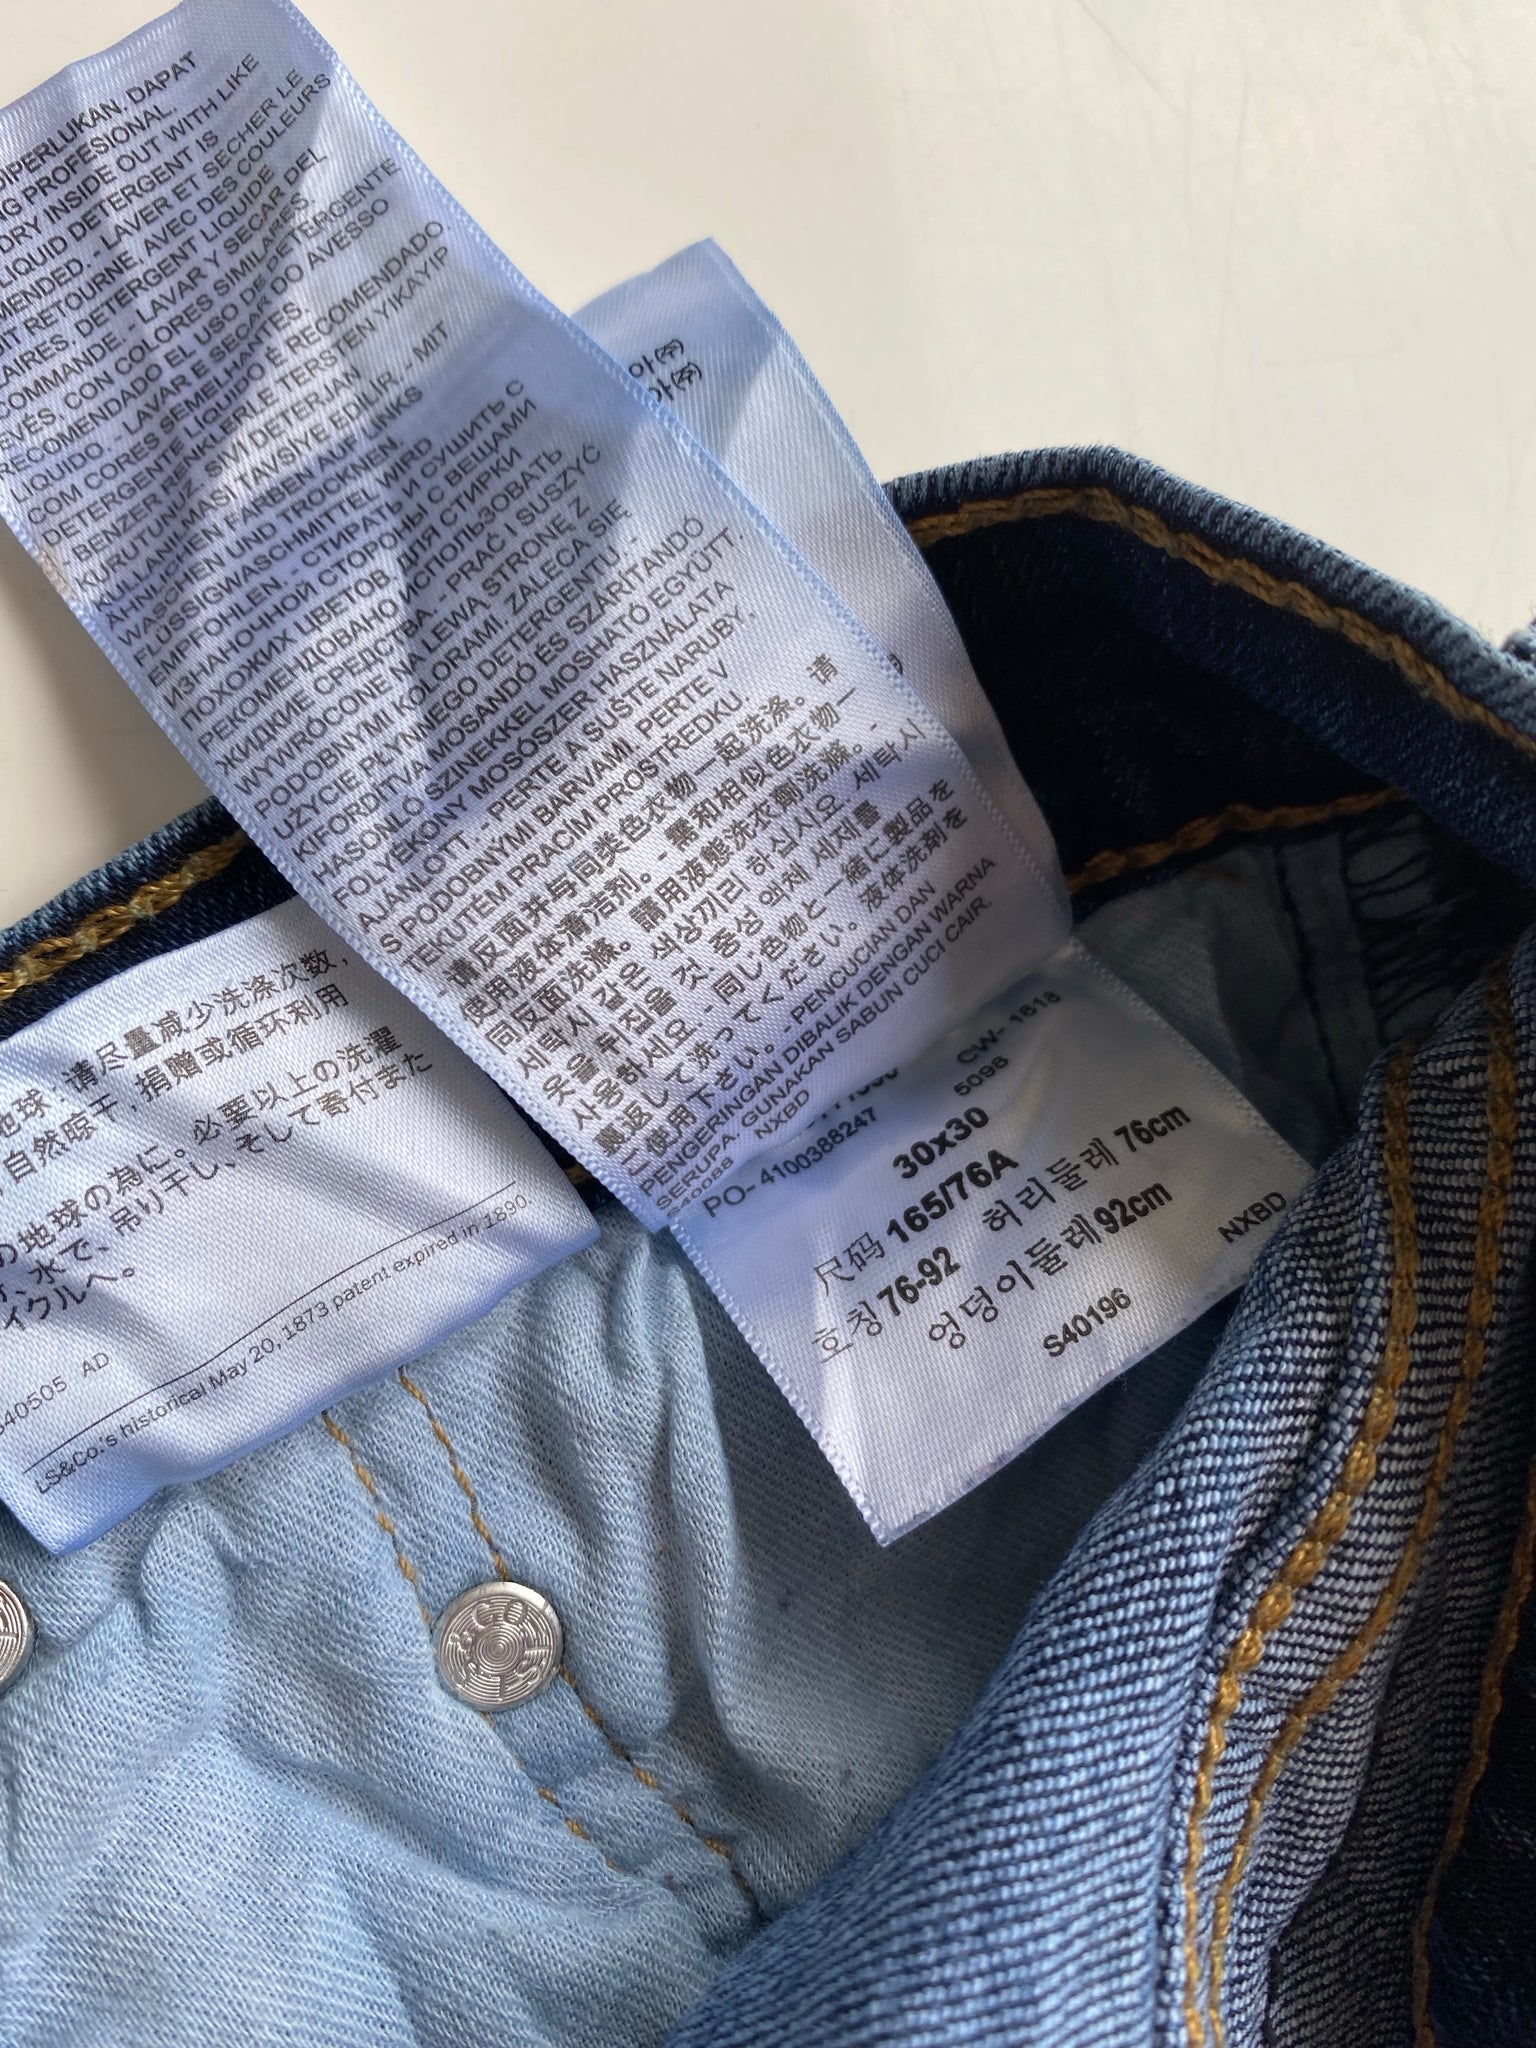 DIPERLUKAN, DAPAT
PROFESIONAL.
DRY INSIDE OUT WITH LIKE
LIQUID DETERGENT IS
- LAVER ET SECHER LE
RETOURNE, AVEC DES COULEURS
DETERGENT LIQUIDE
- LAVAR Y SECAR DEL
CON COLORES SIMILARES.
RECOMENDADO EL USO DE DETERGENTE
LIQUIDO. - LAVAR E SECAR DO AVESSO
COM CORES SEMELHANTES.
DETERGENTE LÍQUIDO É RECOMENDADO
- BENZER RENKLERLE TERSTEN YIKAYIP
KURUTUNUZ. SIVI DETERJAN
KULLANILMASI TAVSİYE EDİLİR. - MIT
ÄHNLICHEN FARBEN AUF LINKS
WASCHEN UND TROCKNEN.
FLÜSSIGWASCHMITTEL WIRD
EMPFOHLEN. - СТИРАТЬ И СУШИТЬ С
ИЗНАНОЧНОЙ СТОРОНЫ С ВЕЩАМИ
ПОХОЖИХ ЦВЕТОВ. ДЛЯ СТИРКИ
РЕКОМЕНДОВАНО ИСПОЛЬЗОВАТЬ
ЖИДКИЕ СРЕДСТВА. - PRAĆ I SUSZYĆ
WYWRÓCONE NA LEWĄ STRONĘ Z
PODOBNYMI KOLORAMI. ZALECA SIĘ
UŻYCIE PŁYNNEGO DETERGENTU. -
KIFORDÍTVA MOSANDÓ ÉS SZÁRÍTANDÓ
HASONLÓ SZÍNEKKEL MOSHATÓ EGYÜTT.
FOLYÉKONY MOSÓSZER HASZNÁLATA
AJÁNLOTT. - PERTE A SUŠTE NARUBY,
S PODOBNÝMI BARVAMI. PERTE V
TEKUTÉM PRACÍM PROSTŘEDKU.
- 请反面并与同类色衣物一起洗涤。请
使用液体清洁剂。- 需和相似色衣物一
同反面洗滌。請用液態洗衣劑洗滌。-
세탁시 같은 색상끼리 하십시요. 세탁시
옷을 뒤집을 것. 중성 액체 세제를
사용하세요. - 同じ色物と一緒に製品を
裏返して洗ってください。液体洗剤を
ご使用下さい。- PENCUCIAN DAN
PENGERINGAN DIBALIK DENGAN WARNA
SERUPA. GUNAKAN SABUN CUCI CAIR.
NXBD
아(주)
아(주)
地球：请尽量减少洗涤次数，
自然晾干，捐赠或循环利用
の地球の為に。必要以上の洗濯
水で、吊り干し、そして寄付また
イクルへ。
AD
LS&Co.'s historical May 20, 1873 patent expired in 1890.
CW- 1818
5098
PO- 4100388247
30x30
尺码 165/76A
호칭 76-92 허리둘레 76cm
엉덩이둘레 92cm
S40196 NXBD